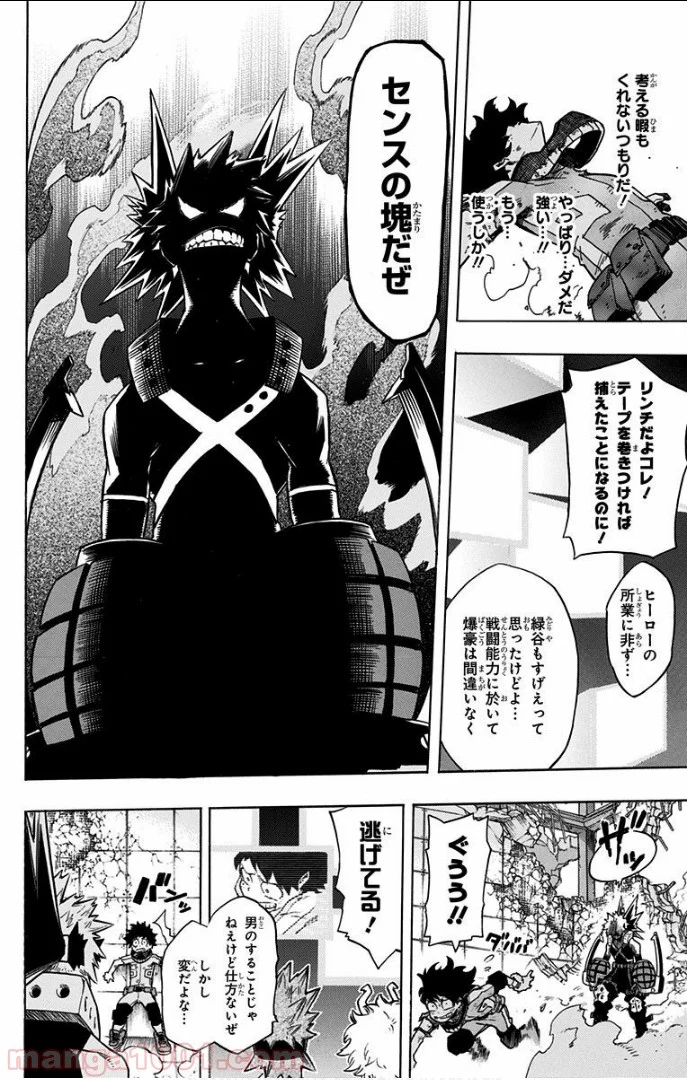 考える暇も
くれないつもりだ！
やっぱり…ダメだ
強い…!!
もう…
使うしか!!
リンチだよコレ！
テープを巻きつければ
捕えたことになるのに！
ヒーローの
所業に非ず…
緑谷もすげえって
思ったけどよ…
戦闘能力に於いて
爆豪は間違いなく
センスの塊だぜ
ザッ
ぐうう!!
ダダダ
逃げてる！
男のすることじゃ
ねえけど仕方ないぜ
しかし
変だよな…
バンッ
manga1001.com